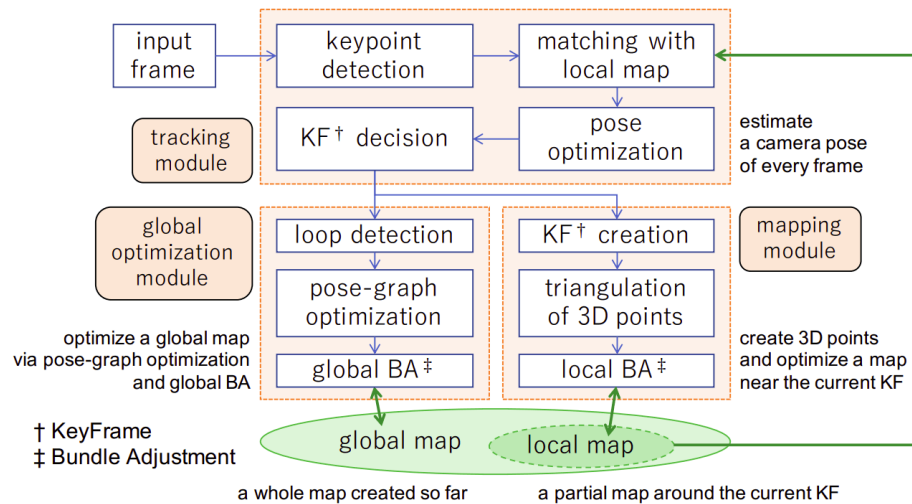 input
frame
keypoint
detection
matching with
local map
tracking
module
KF† decision
pose
optimization
estimate
a camera pose
of every frame
global
optimization
module
loop detection
KF† creation
mapping
module
pose-graph
optimization
triangulation
of 3D points
optimize a global map
via pose-graph optimization
and global BA
global BA‡
local BA‡
create 3D points
and optimize a map
near the current KF
† KeyFrame
‡ Bundle Adjustment
global map
local map
a whole map created so far
a partial map around the current KF